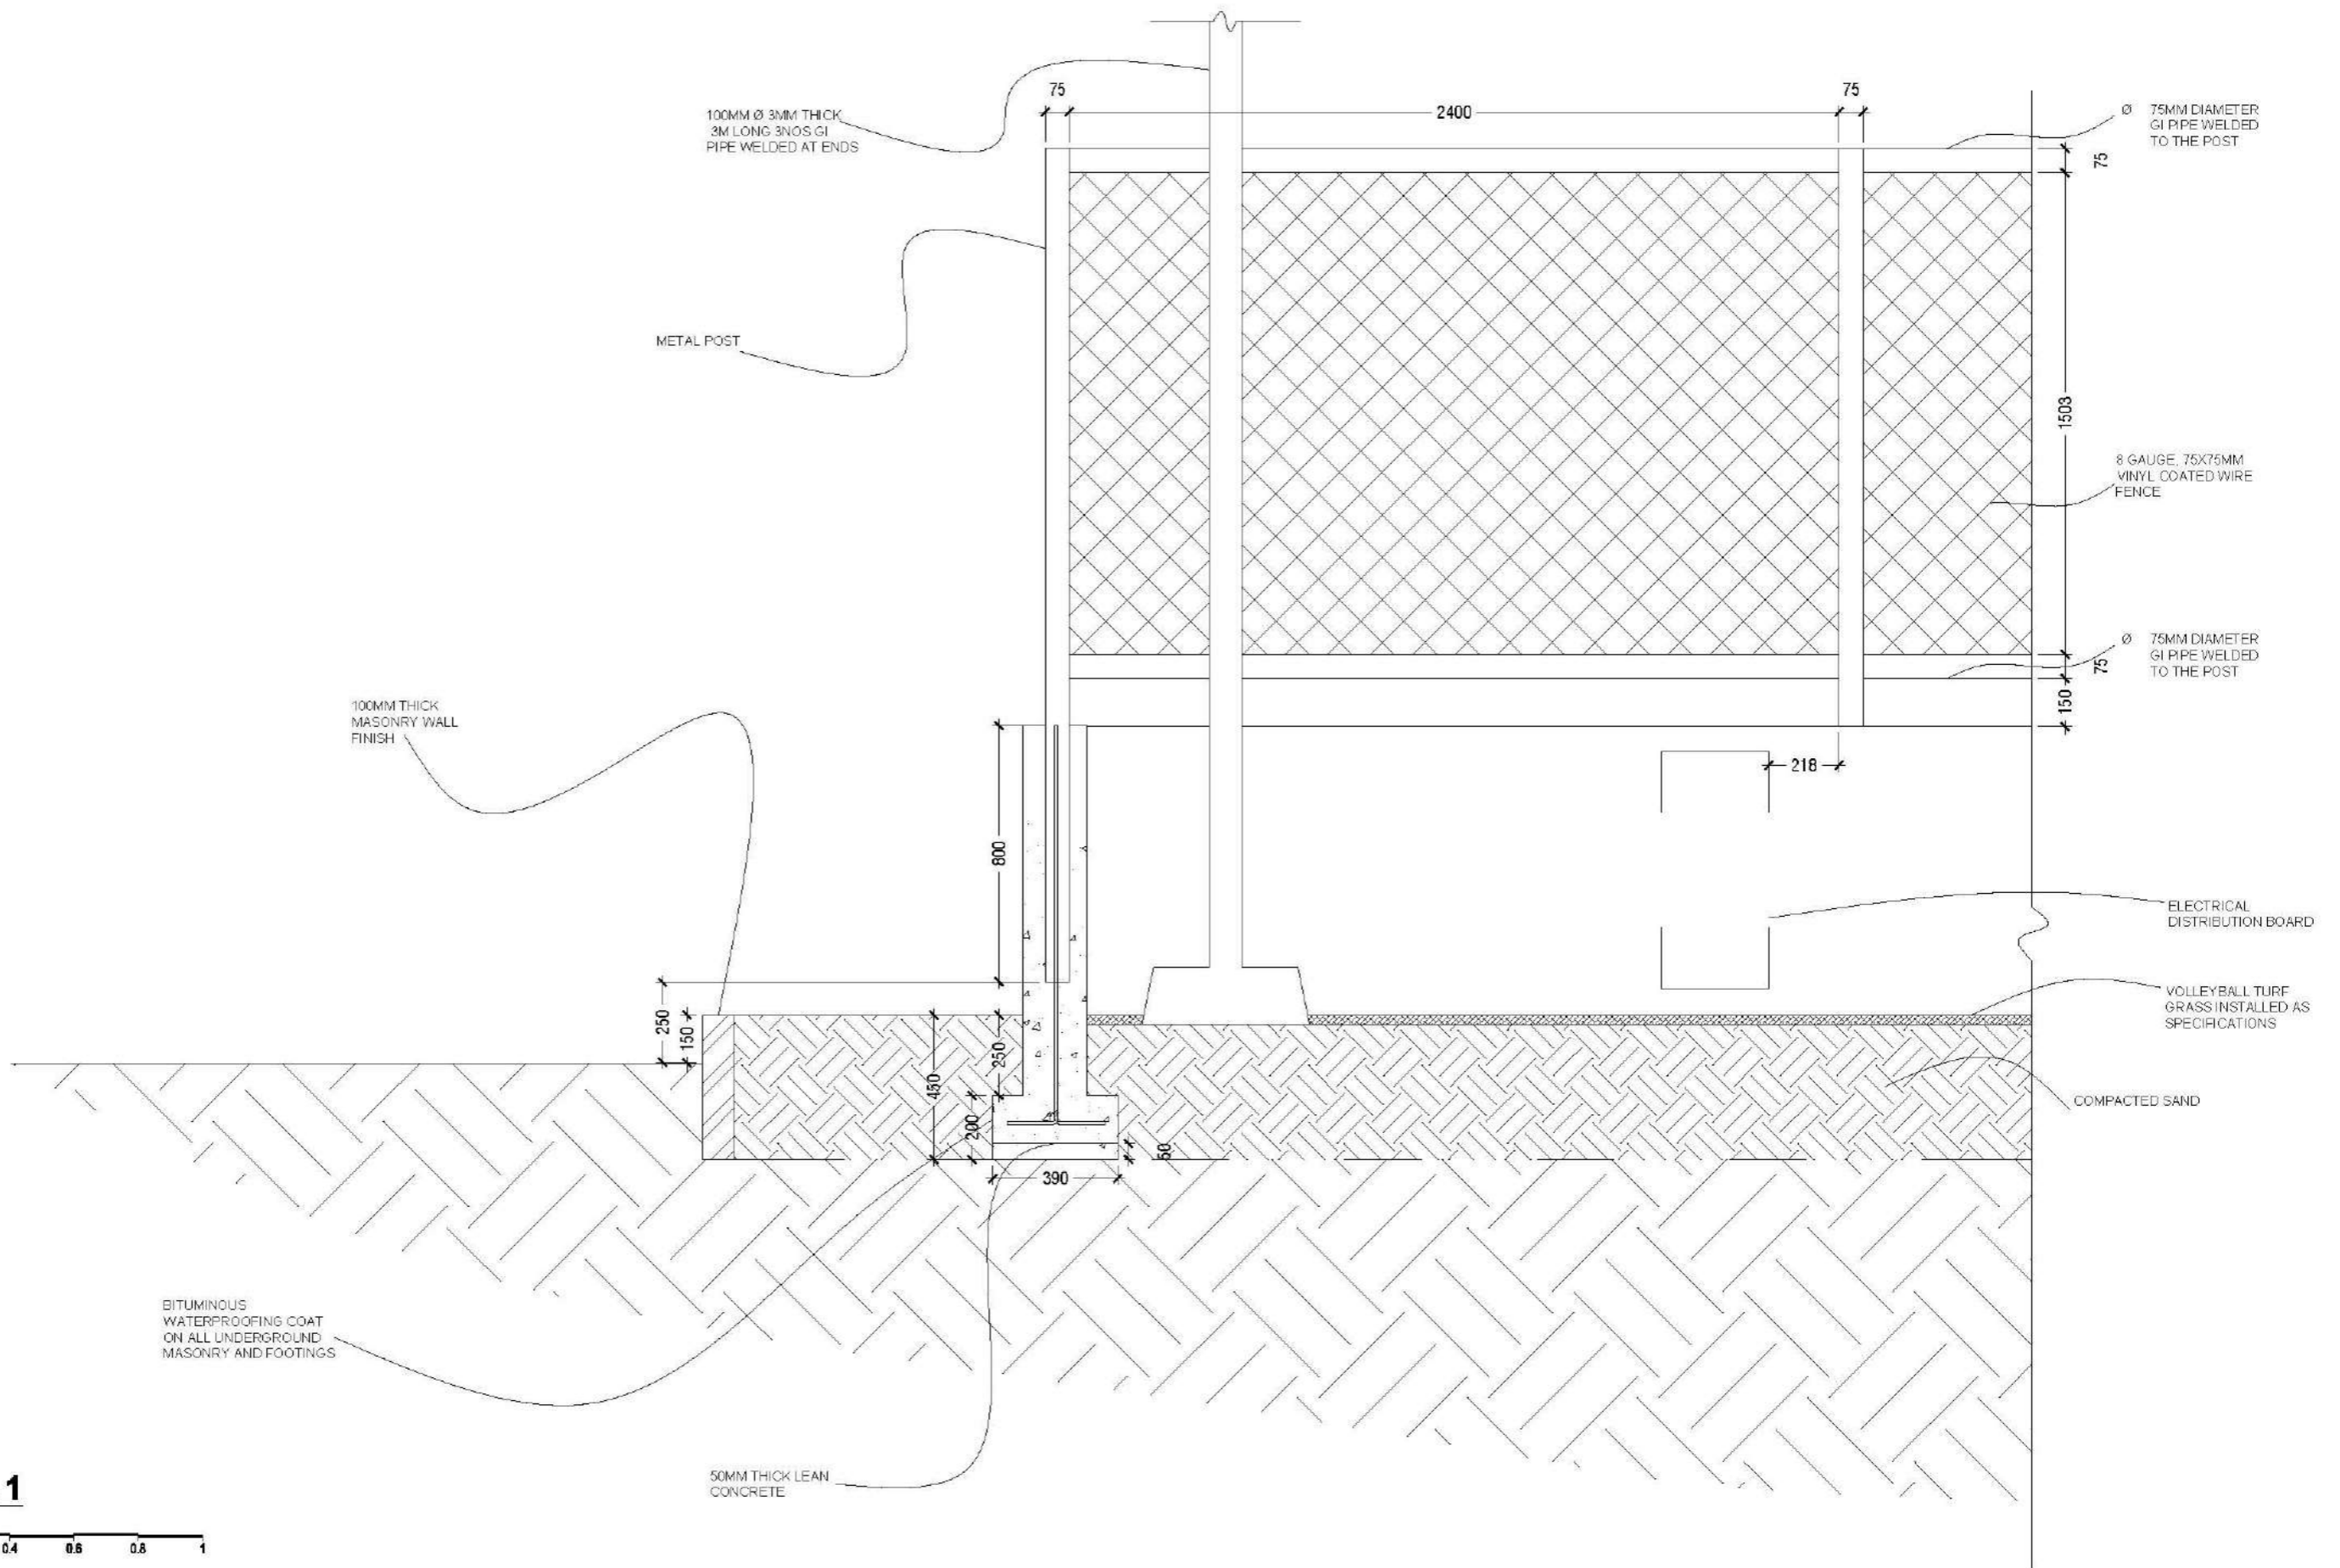 75
75
2400
100MM Ø 3MM THICK
3M LONG 3NOS GI
PIPE WELDED AT ENDS
Ø 75MM DIAMETER
GI PIPE WELDED
TO THE POST
75
METAL POST
1503
8 GAUGE, 75X75MM
VINYL COATED WIRE
FENCE
Ø 75MM DIAMETER
GI PIPE WELDED
TO THE POST
75
150
100MM THICK
MASONRY WALL
FINISH
218
800
ELECTRICAL
DISTRIBUTION BOARD
VOLLEYBALL TURF
GRASS INSTALLED AS
SPECIFICATIONS
250
150
250
450
200
50
390
COMPACTED SAND
BITUMINOUS
WATERPROOFING COAT
ON ALL UNDERGROUND
MASONRY AND FOOTINGS
50MM THICK LEAN
CONCRETE
1
0.4 0.6 0.8 1